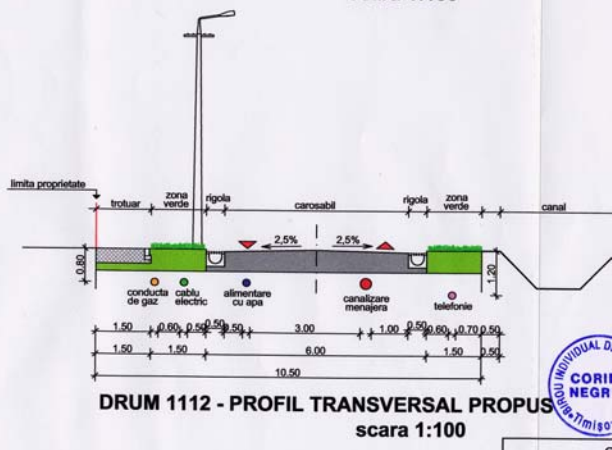 limita proprietate
trotuar
zona verde
rigola
carosabil
rigola
zona verde
canal
2,5%
2,5%
0.80
1.20
conducta de gaz
cablu electric
alimentare cu apa
canalizare menajera
telefonie
1.50 0.60 0.50 0.50 0.50 3.00 1.00 0.50 0.60 0.70 0.50
1.50 1.50 6.00 1.50 0.50
10.50
DRUM 1112 - PROFIL TRANSVERSAL PROPUS
scara 1:100
BIROU INDIVIDUAL